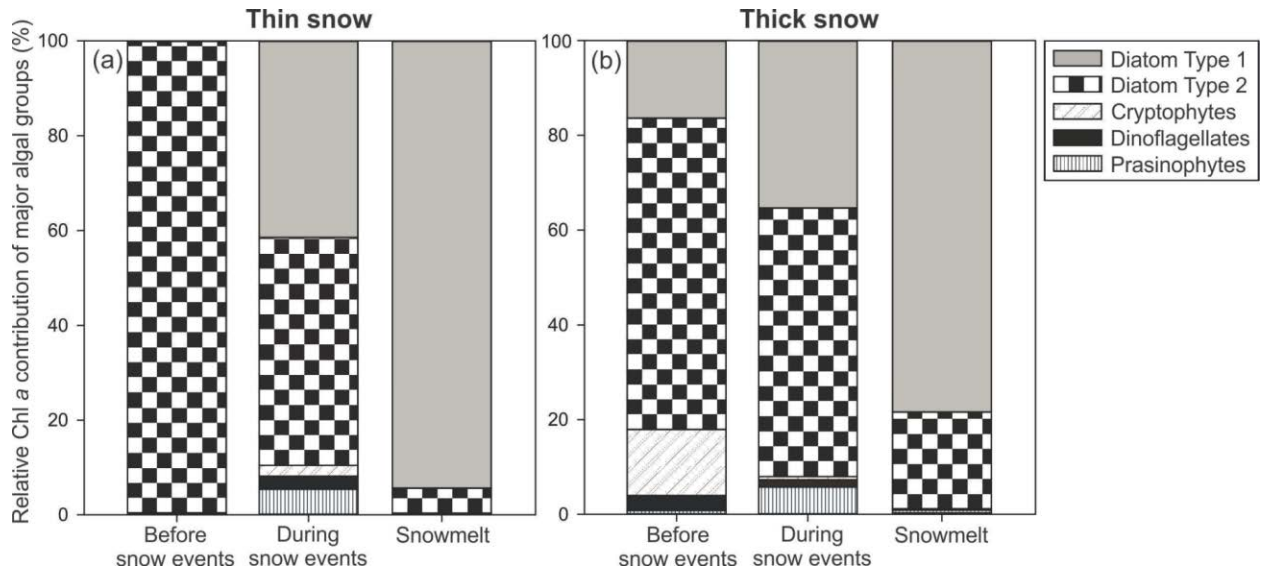 Thin snow
Thick snow
Relative Chl a contribution of major algal groups (%)
(a)
100
80
60
40
20
0
Before
snow events
During
snow events
Snowmelt
(b)
100
80
60
40
20
0
Before
snow events
During
snow events
Snowmelt
Diatom Type 1
Diatom Type 2
Cryptophytes
Dinoflagellates
Prasinophytes